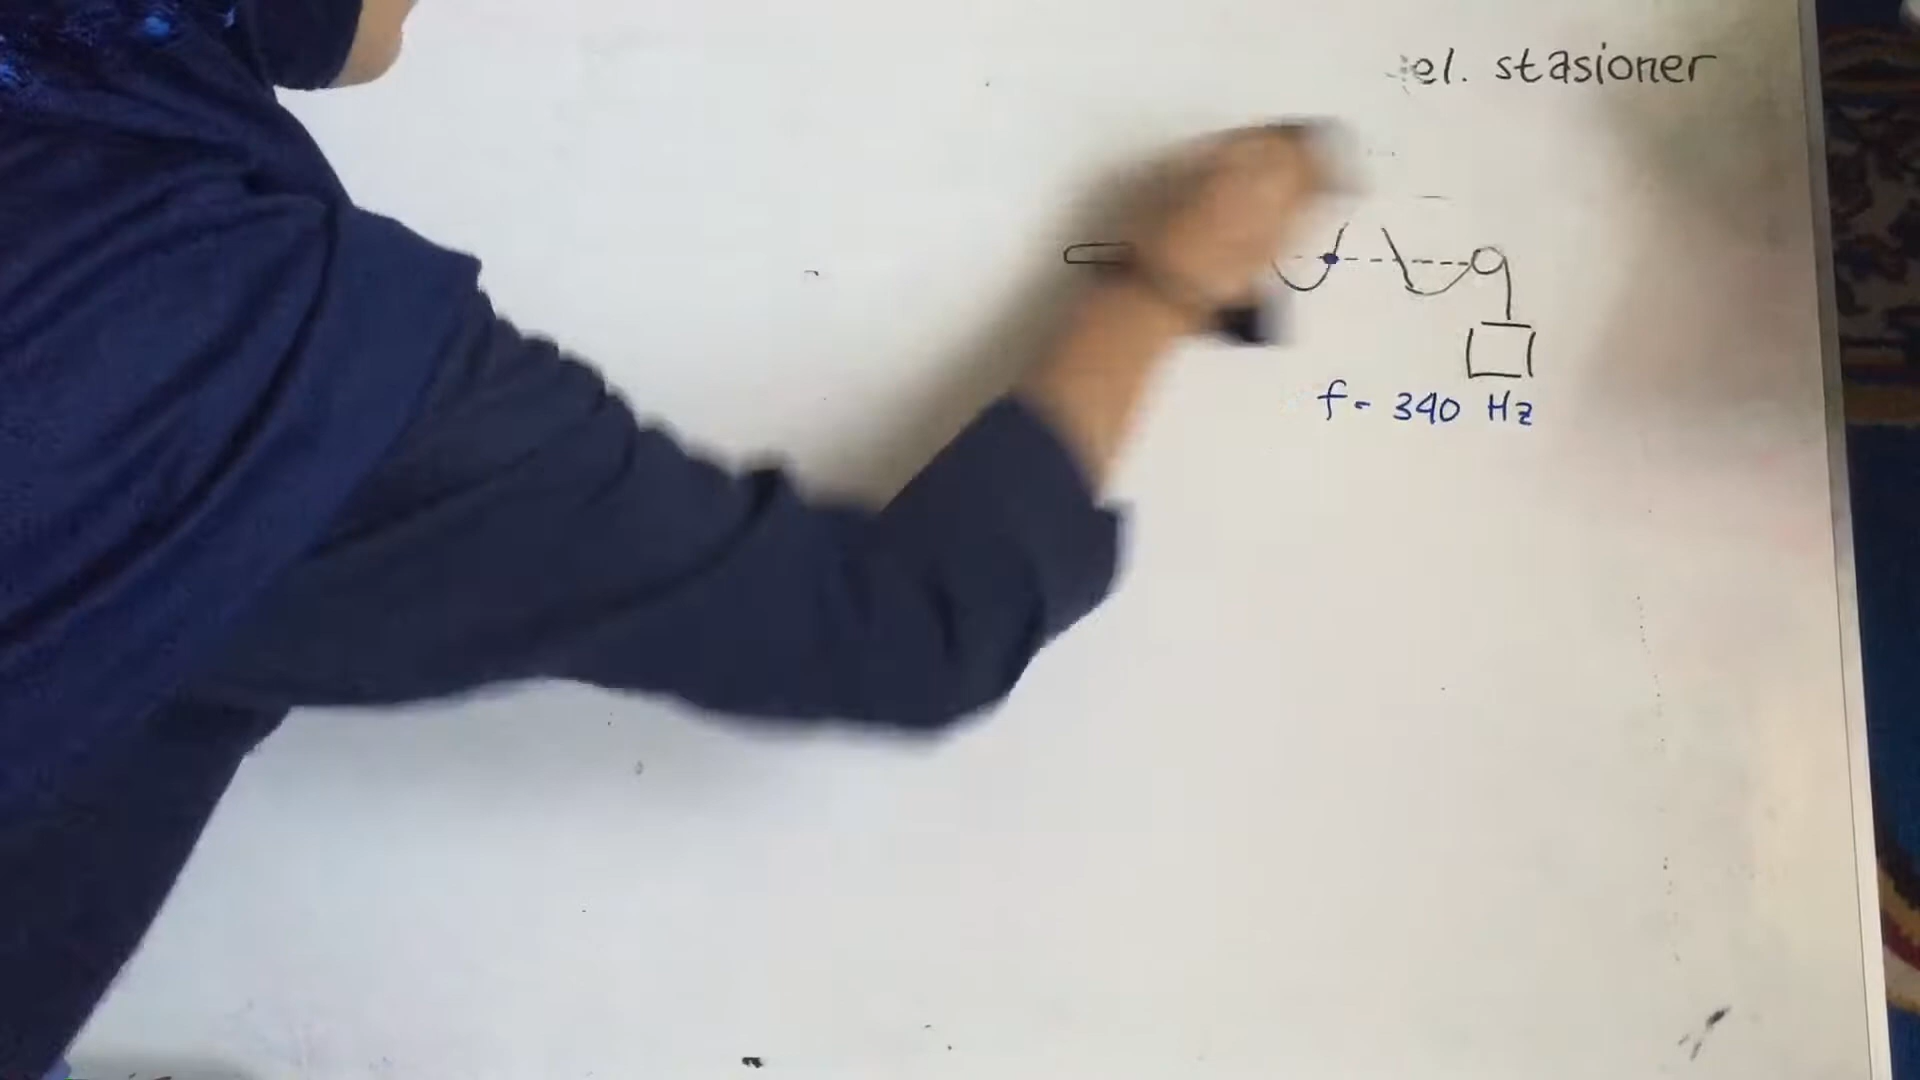 el. stasioner
f = 340 Hz